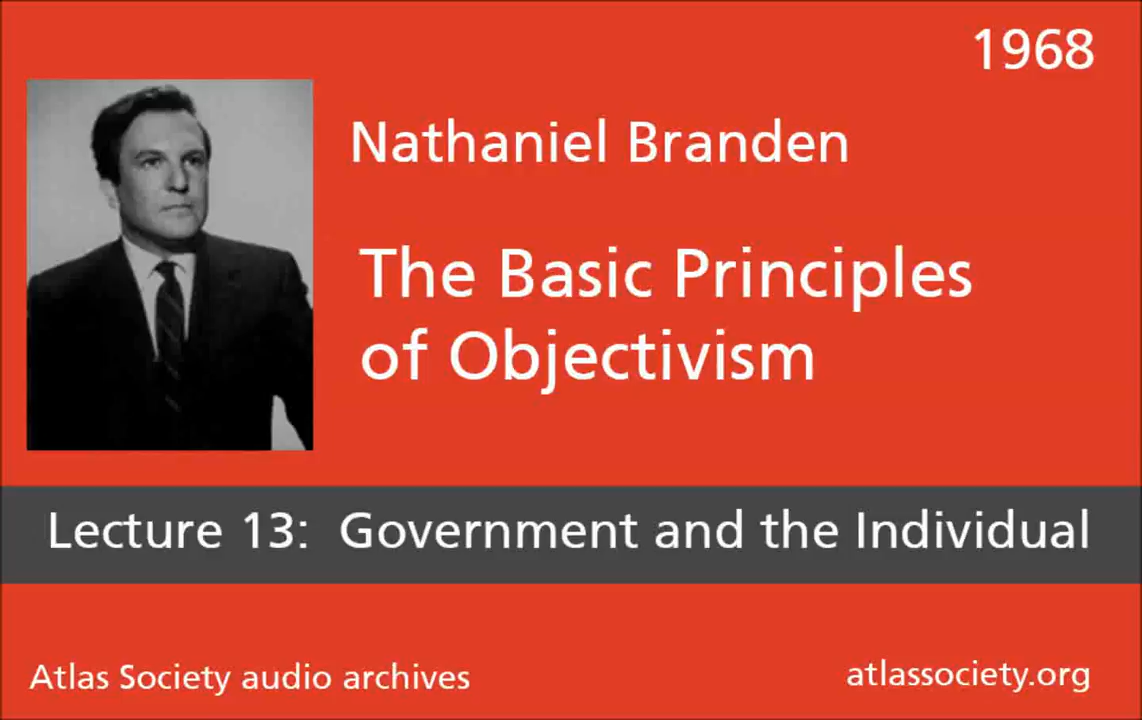 1968
Nathaniel Branden
The Basic Principles
of Objectivism
Lecture 13: Government and the Individual
Atlas Society audio archives
atlassociety.org